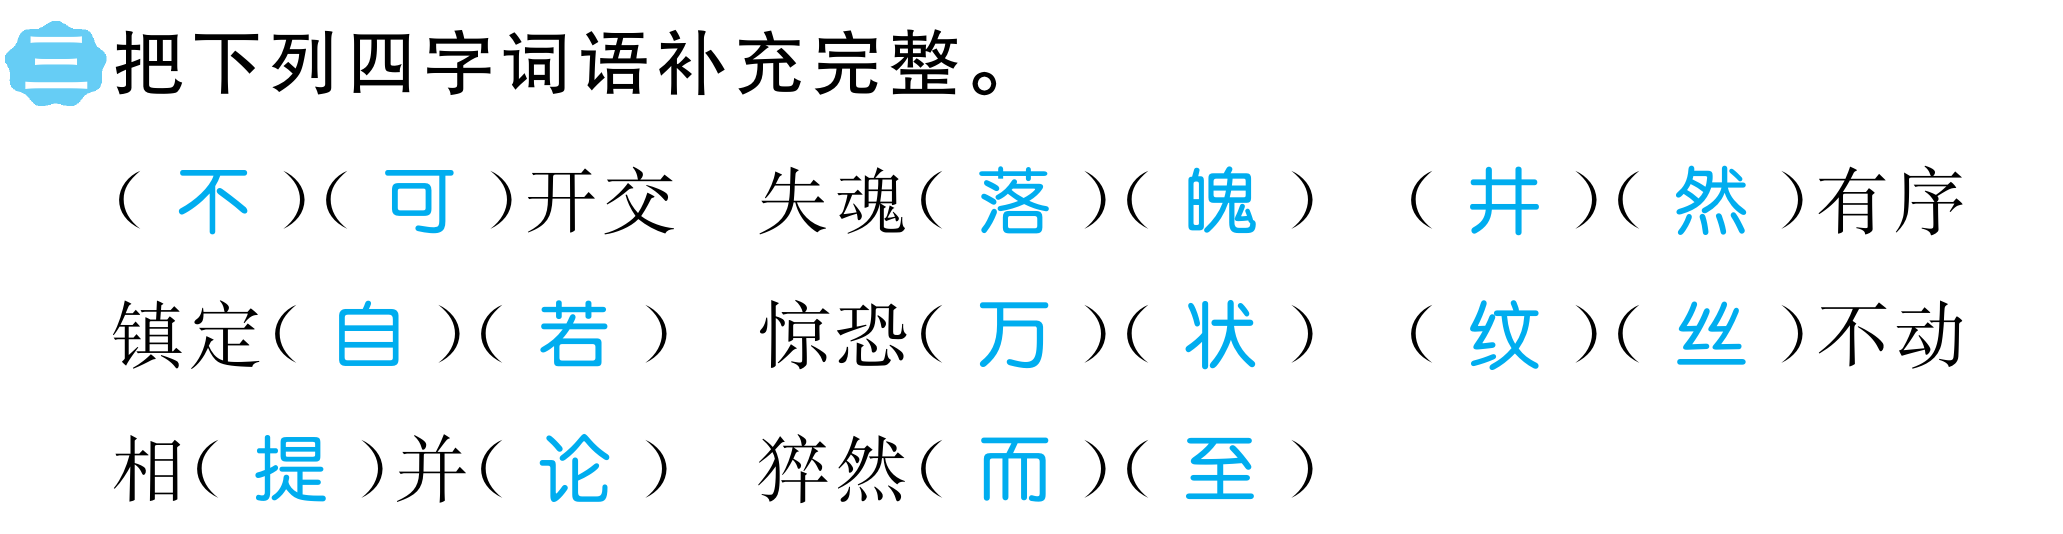 三 把下列四字词语补充完整。
（不）（可）开交 失魂（落）（魄） （井）（然）有序
镇定（自）（若） 惊恐（万）（状） （纹）（丝）不动
相（提）并（论） 猝然（而）（至）